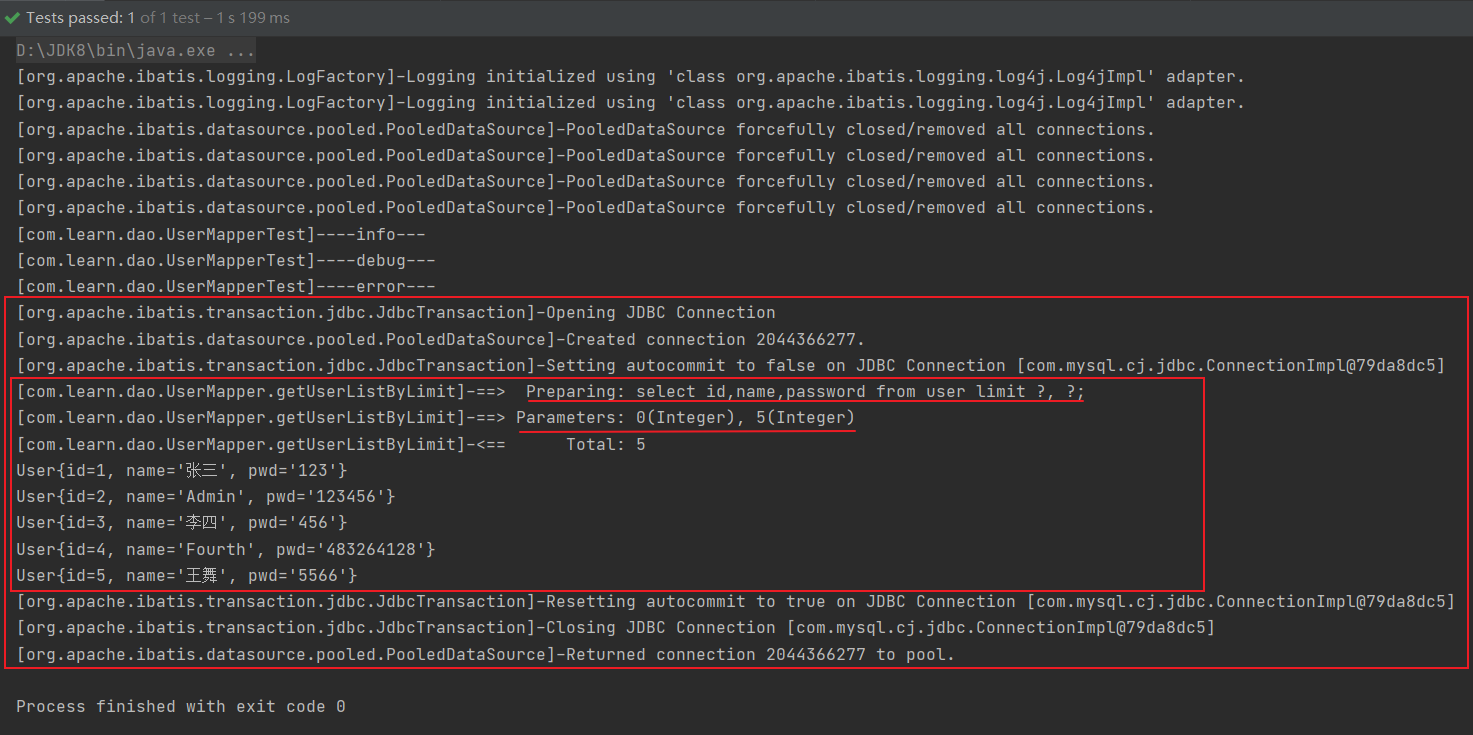 Tests passed: 1 of 1 test – 1 s 199 ms
D:\JDK8\bin\java.exe ...
[org.apache.ibatis.logging.LogFactory]-Logging initialized using 'class org.apache.ibatis.logging.log4j.Log4jImpl' adapter.
[org.apache.ibatis.logging.LogFactory]-Logging initialized using 'class org.apache.ibatis.logging.log4j.Log4jImpl' adapter.
[org.apache.ibatis.datasource.pooled.PooledDataSource]-PooledDataSource forcefully closed/removed all connections.
[org.apache.ibatis.datasource.pooled.PooledDataSource]-PooledDataSource forcefully closed/removed all connections.
[org.apache.ibatis.datasource.pooled.PooledDataSource]-PooledDataSource forcefully closed/removed all connections.
[org.apache.ibatis.datasource.pooled.PooledDataSource]-PooledDataSource forcefully closed/removed all connections.
[com.learn.dao.UserMapperTest]----info---
[com.learn.dao.UserMapperTest]----debug---
[com.learn.dao.UserMapperTest]----error---
[org.apache.ibatis.transaction.jdbc.JdbcTransaction]-Opening JDBC Connection
[org.apache.ibatis.datasource.pooled.PooledDataSource]-Created connection 2044366277.
[org.apache.ibatis.transaction.jdbc.JdbcTransaction]-Setting autocommit to false on JDBC Connection [com.mysql.cj.jdbc.ConnectionImpl@79da8dc5]
[com.learn.dao.UserMapper.getUserListByLimit]-==>  Preparing: select id,name,password from user limit ?, ?;
[com.learn.dao.UserMapper.getUserListByLimit]-==> Parameters: 0(Integer), 5(Integer)
[com.learn.dao.UserMapper.getUserListByLimit]-<==      Total: 5
User{id=1, name='张三', pwd='123'}
User{id=2, name='Admin', pwd='123456'}
User{id=3, name='李四', pwd='456'}
User{id=4, name='Fourth', pwd='483264128'}
User{id=5, name='王舞', pwd='5566'}
[org.apache.ibatis.transaction.jdbc.JdbcTransaction]-Resetting autocommit to true on JDBC Connection [com.mysql.cj.jdbc.ConnectionImpl@79da8dc5]
[org.apache.ibatis.transaction.jdbc.JdbcTransaction]-Closing JDBC Connection [com.mysql.cj.jdbc.ConnectionImpl@79da8dc5]
[org.apache.ibatis.datasource.pooled.PooledDataSource]-Returned connection 2044366277 to pool.
Process finished with exit code 0